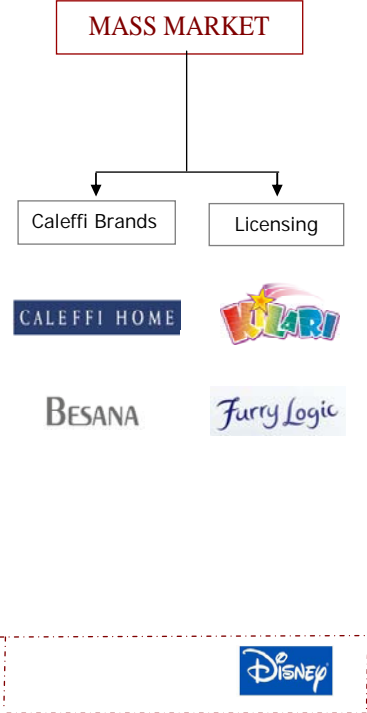 MASS MARKET
Caleffi Brands
Licensing
CALEFFI HOME
KILARI
BESANA
Furry Logic
DISNEY